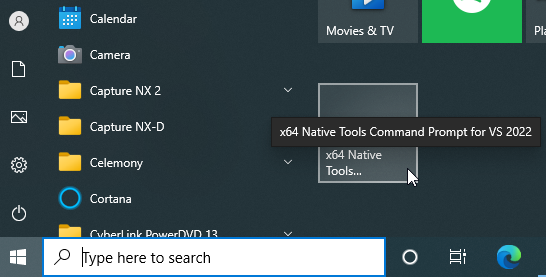 Calendar
Camera
Capture NX 2
Capture NX-D
Celemony
Cortana
CyberLink PowerDVD 13
Movies & TV
Pla
x64 Native Tools Command Prompt for VS 2022
x64 Native
Tools...
Type here to search